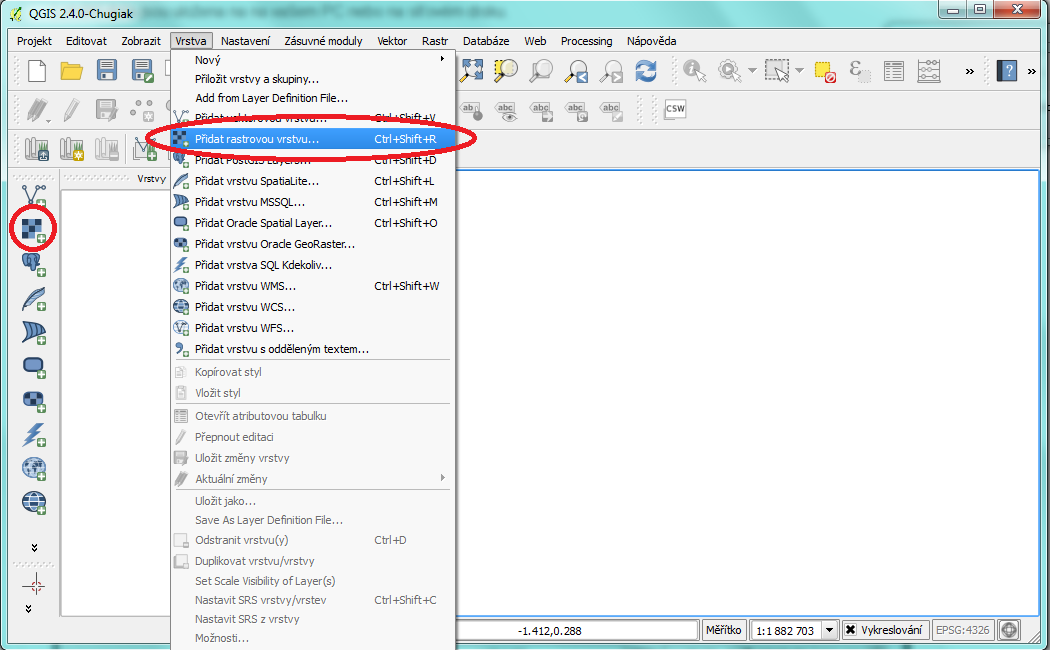 QGIS 2.4.0-Chugiak
Projekt Editovat Zobrazit Vrstva Nastavení Zásuvné moduly Vektor Rastr Databáze Web Processing Nápověda
Nový
Přiložit vrstvy a skupiny...
Add from Layer Definition File...
Přidat vektorovou vrstvu... Ctrl+Shift+V
Přidat rastrovou vrstvu... Ctrl+Shift+R
Přidat PostGIS Layers... Ctrl+Shift+D
Přidat vrstvu SpatiaLite... Ctrl+Shift+L
Přidat vrstvu MSSQL... Ctrl+Shift+M
Přidat Oracle Spatial Layer... Ctrl+Shift+O
Přidat vrstvu Oracle GeoRaster...
Přidat vrstva SQL Kdekoliv...
Přidat vrstvu WMS... Ctrl+Shift+W
Přidat vrstvu WCS...
Přidat vrstvu WFS...
Přidat vrstvu s odděleným textem...
Kopírovat styl
Vložit styl
Otevřít atributovou tabulku
Přepnout editaci
Uložit změny vrstvy
Aktuální změny
Uložit jako...
Save As Layer Definition File...
Odstranit vrstvu(y) Ctrl+D
Duplikovat vrstvu/vrstvy
Set Scale Visibility of Layer(s)
Nastavit SRS vrstvy/vrstev Ctrl+Shift+C
Nastavit SRS z vrstvy
Možnosti...
Vrstvy
abc
abc
abc
abc
CSW
-1.412,0.288
Měřítko
1:1 882 703
Vykreslování
EPSG:4326